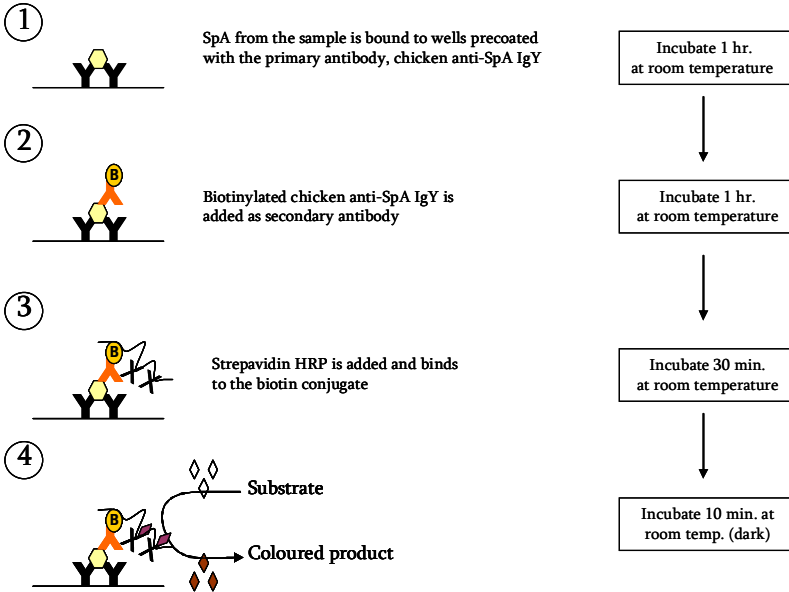 1
SpA from the sample is bound to wells precoated
with the primary antibody, chicken anti-SpA IgY
Incubate 1 hr.
at room temperature
2
B
Biotinylated chicken anti-SpA IgY is
added as secondary antibody
Incubate 1 hr.
at room temperature
3
B
Strepavidin HRP is added and binds
to the biotin conjugate
Incubate 30 min.
at room temperature
4
B
Substrate
Coloured product
Incubate 10 min. at
room temp. (dark)